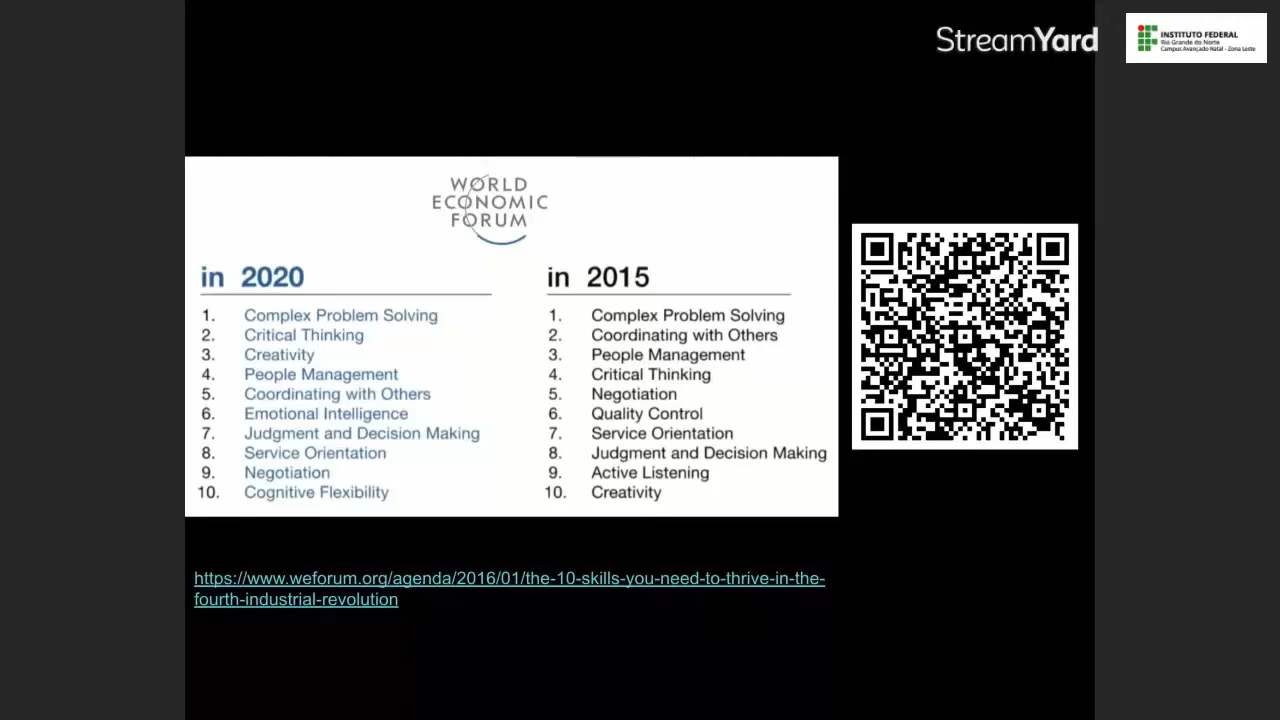 StreamYard
INSTITUTO FEDERAL
Rio Grande do Norte
Campus Avançado Natal - Zona Leste
WORLD
ECONOMIC
FORUM
in 2020
1. Complex Problem Solving
2. Critical Thinking
3. Creativity
4. People Management
5. Coordinating with Others
6. Emotional Intelligence
7. Judgment and Decision Making
8. Service Orientation
9. Negotiation
10. Cognitive Flexibility
in 2015
1. Complex Problem Solving
2. Coordinating with Others
3. People Management
4. Critical Thinking
5. Negotiation
6. Quality Control
7. Service Orientation
8. Judgment and Decision Making
9. Active Listening
10. Creativity
https://www.weforum.org/agenda/2016/01/the-10-skills-you-need-to-thrive-in-the-
fourth-industrial-revolution